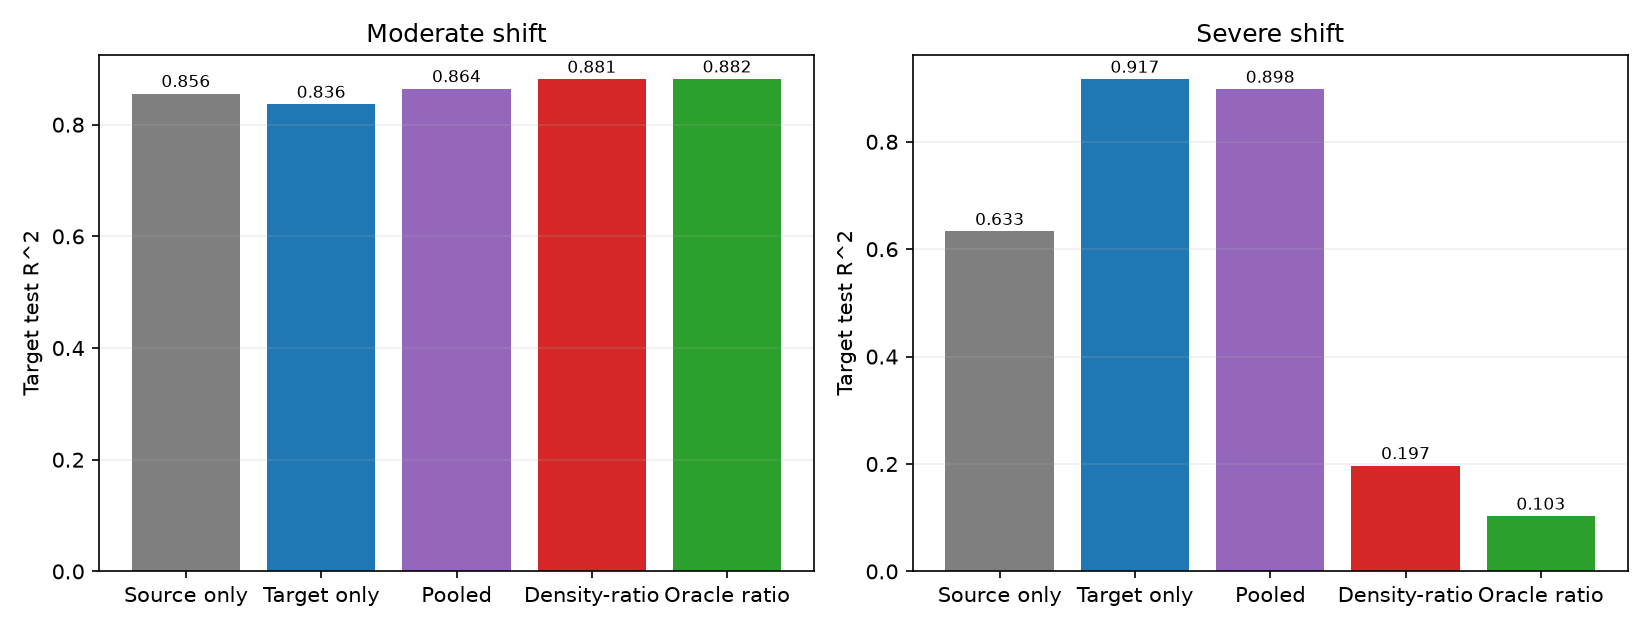 Moderate shift
Target test R^2
0.8
0.6
0.4
0.2
0.0
0.856
0.836
0.864
0.881
0.882
Source only
Target only
Pooled
Density-ratio
Oracle ratio
Severe shift
Target test R^2
0.8
0.6
0.4
0.2
0.0
0.633
0.917
0.898
0.197
0.103
Source only
Target only
Pooled
Density-ratio
Oracle ratio